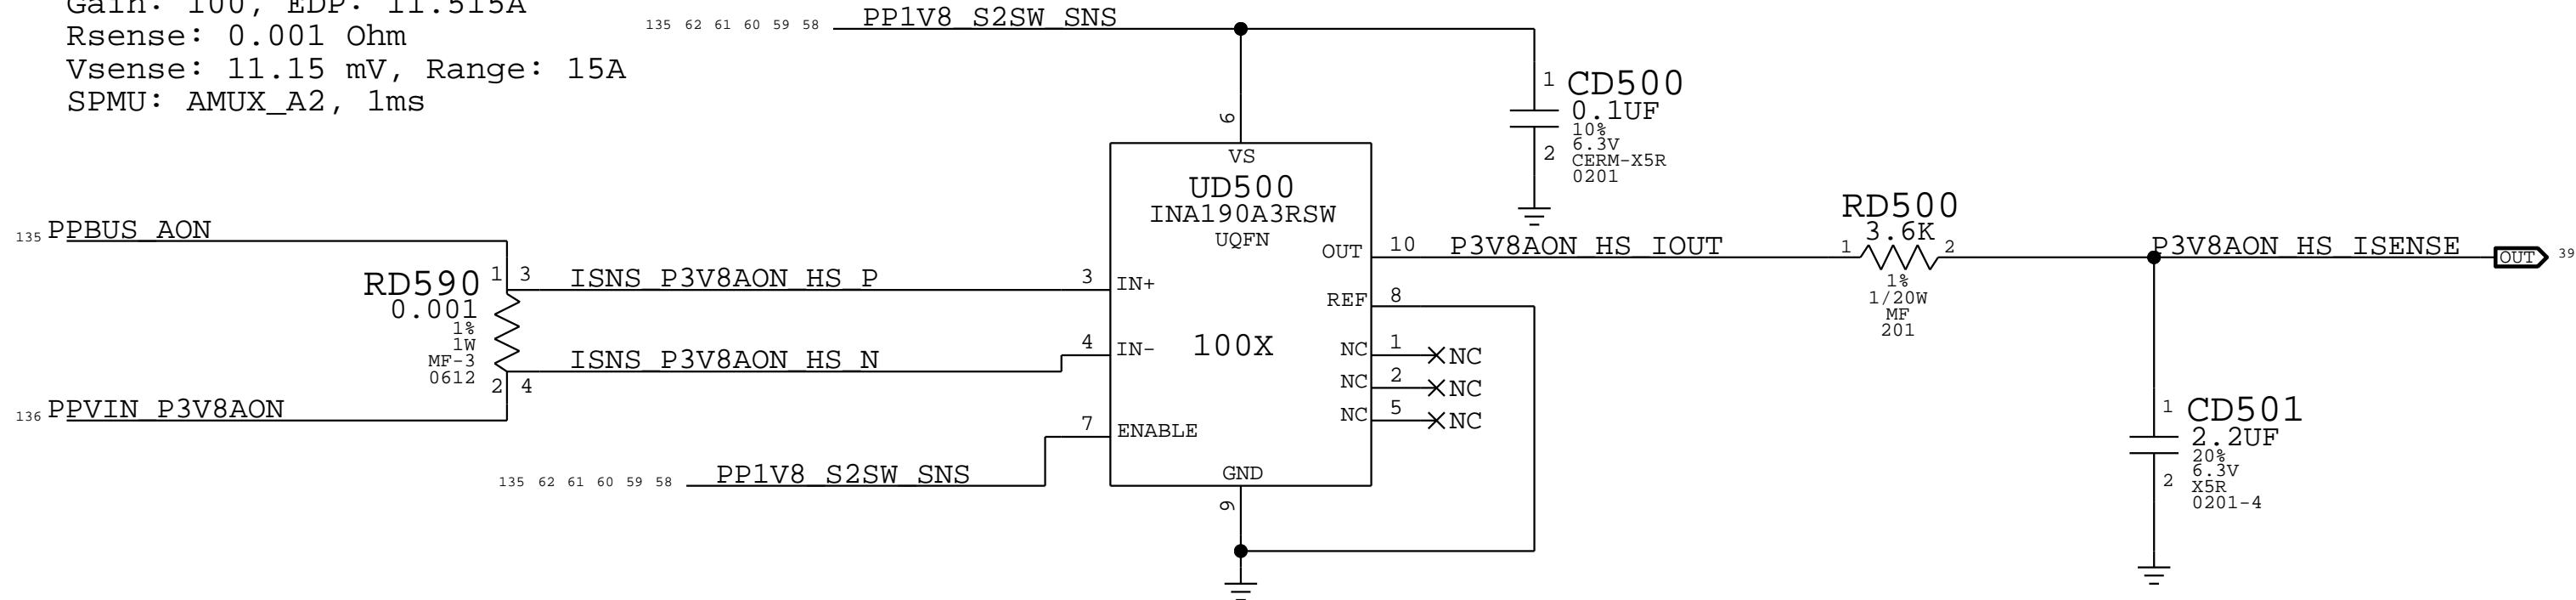 Gain: 100, EDP: 11.515A
Rsense: 0.001 Ohm
Vsense: 11.15 mV, Range: 15A
SPMU: AMUX_A2, 1ms
135 62 61 60 59 58 PP1V8_S2SW_SNS
1 CD500
0.1UF
10%
6.3V
CERM-X5R
0201
2
6
VS
UD500
INA190A3RSW
UQFN
100X
135 PPBUS_AON
RD590
0.001
1%
1W
MF-3
0612
1 3
2 4
ISNS_P3V8AON_HS_P 3 IN+
ISNS_P3V8AON_HS_N 4 IN-
136 PPVIN_P3V8AON
7 ENABLE
135 62 61 60 59 58 PP1V8_S2SW_SNS
GND
9
OUT 10 P3V8AON_HS_IOUT
REF 8
NC 1 NC
NC 2 NC
NC 5 NC
RD500
1 3.6K 2
1%
1/20W
MF
201
P3V8AON_HS_ISENSE OUT 39
1 CD501
2.2UF
20%
6.3V
2 X5R
0201-4